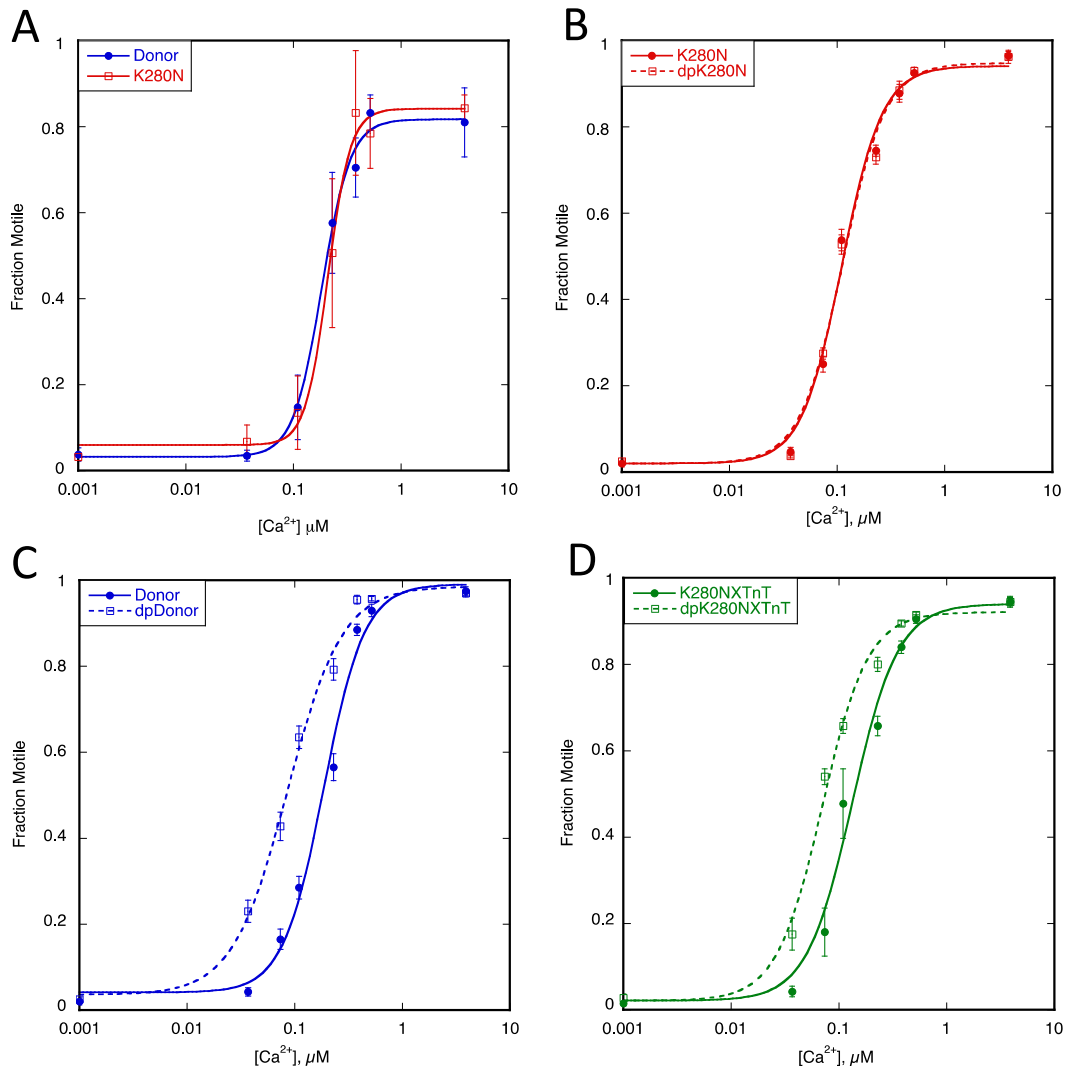 A
Donor
K280N
1
0.8
0.6
0.4
0.2
0
Fraction Motile
0.001
0.01
0.1
1
10
[Ca²⁺] μM
B
K280N
dpK280N
1
0.8
0.6
0.4
0.2
0
Fraction Motile
0.001
0.01
0.1
1
10
[Ca²⁺], μM
C
Donor
dpDonor
1
0.8
0.6
0.4
0.2
0
Fraction Motile
0.001
0.01
0.1
1
10
[Ca²⁺], μM
D
K280NXTnT
dpK280NXTnT
1
0.8
0.6
0.4
0.2
0
Fraction Motile
0.001
0.01
0.1
1
10
[Ca²⁺], μM